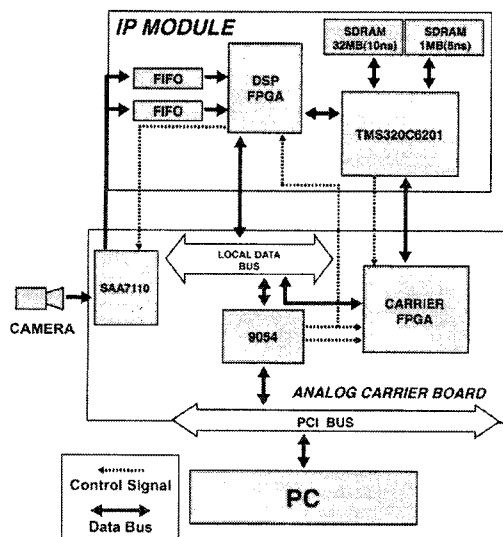 IP MODULE
SDRAM
32MB(10ns)
SDRAM
1MB(8ns)
FIFO
FIFO
DSP
FPGA
TMS320C6201
LOCAL DATA
BUS
SAA7110
CAMERA
CARRIER
FPGA
9054
ANALOG CARRIER BOARD
PCI BUS
Control Signal
Data Bus
PC